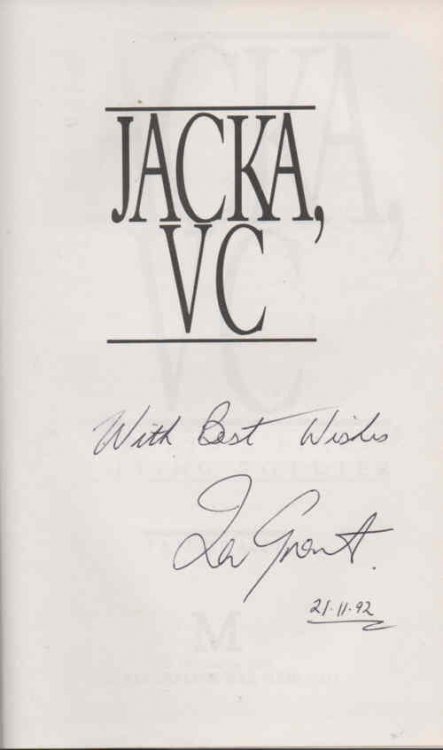 JACKA,
VC
With Best Wishes
Ian Grant.
21·11·92
M